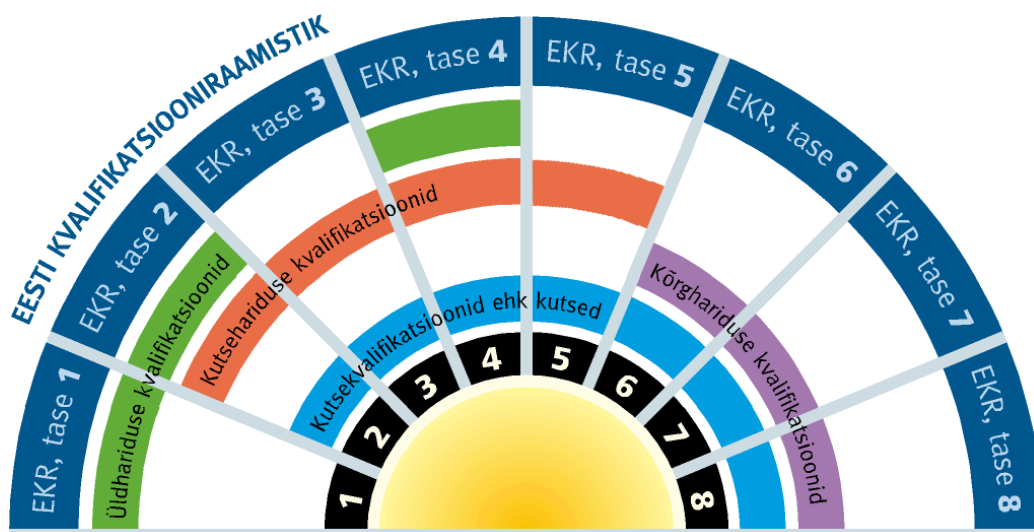 EESTI KVALIFIKATSIOONIRAAMISTIK
EKR, tase 1
EKR, tase 2
EKR, tase 3
EKR, tase 4
EKR, tase 5
EKR, tase 6
EKR, tase 7
EKR, tase 8
Üldhariduse kvalifikatsioonid
Kutsehariduse kvalifikatsioonid
Kutsekvalifikatsioonid ehk kutsed
Kõrghariduse kvalifikatsioonid
1
2
3
4
5
6
7
8